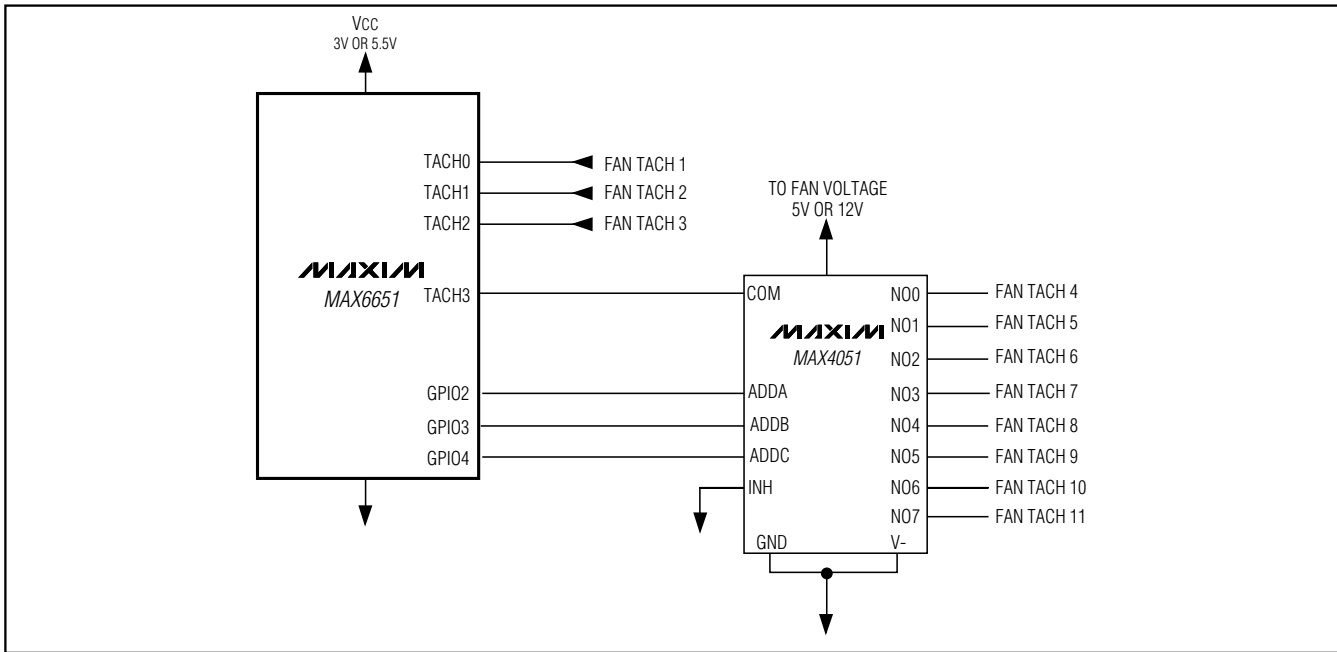 VCC
3V OR 5.5V
TACH0
TACH1
TACH2
TACH3
GPIO2
GPIO3
GPIO4
MAXIM
MAX6651
FAN TACH 1
FAN TACH 2
FAN TACH 3
TO FAN VOLTAGE
5V OR 12V
COM
ADDA
ADDB
ADDC
INH
GND
V-
MAXIM
MAX4051
NO0
NO1
NO2
NO3
NO4
NO5
NO6
NO7
FAN TACH 4
FAN TACH 5
FAN TACH 6
FAN TACH 7
FAN TACH 8
FAN TACH 9
FAN TACH 10
FAN TACH 11